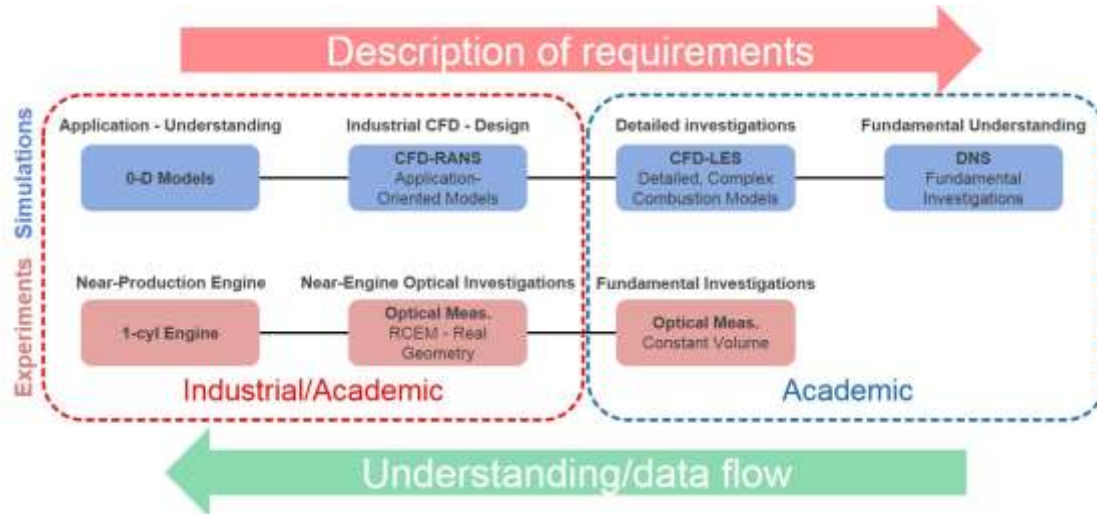 Description of requirements
Simulations
Application - Understanding
Industrial CFD - Design
Detailed investigations
Fundamental Understanding
0-D Models
CFD-RANS
Application-
Oriented Models
CFD-LES
Detailed, Complex
Combustion Models
DNS
Fundamental
Investigations
Experiments
Near-Production Engine
Near-Engine Optical Investigations
Fundamental Investigations
1-cyl Engine
Optical Meas.
RCEM - Real
Geometry
Optical Meas.
Constant Volume
Industrial/Academic
Academic
Understanding/data flow